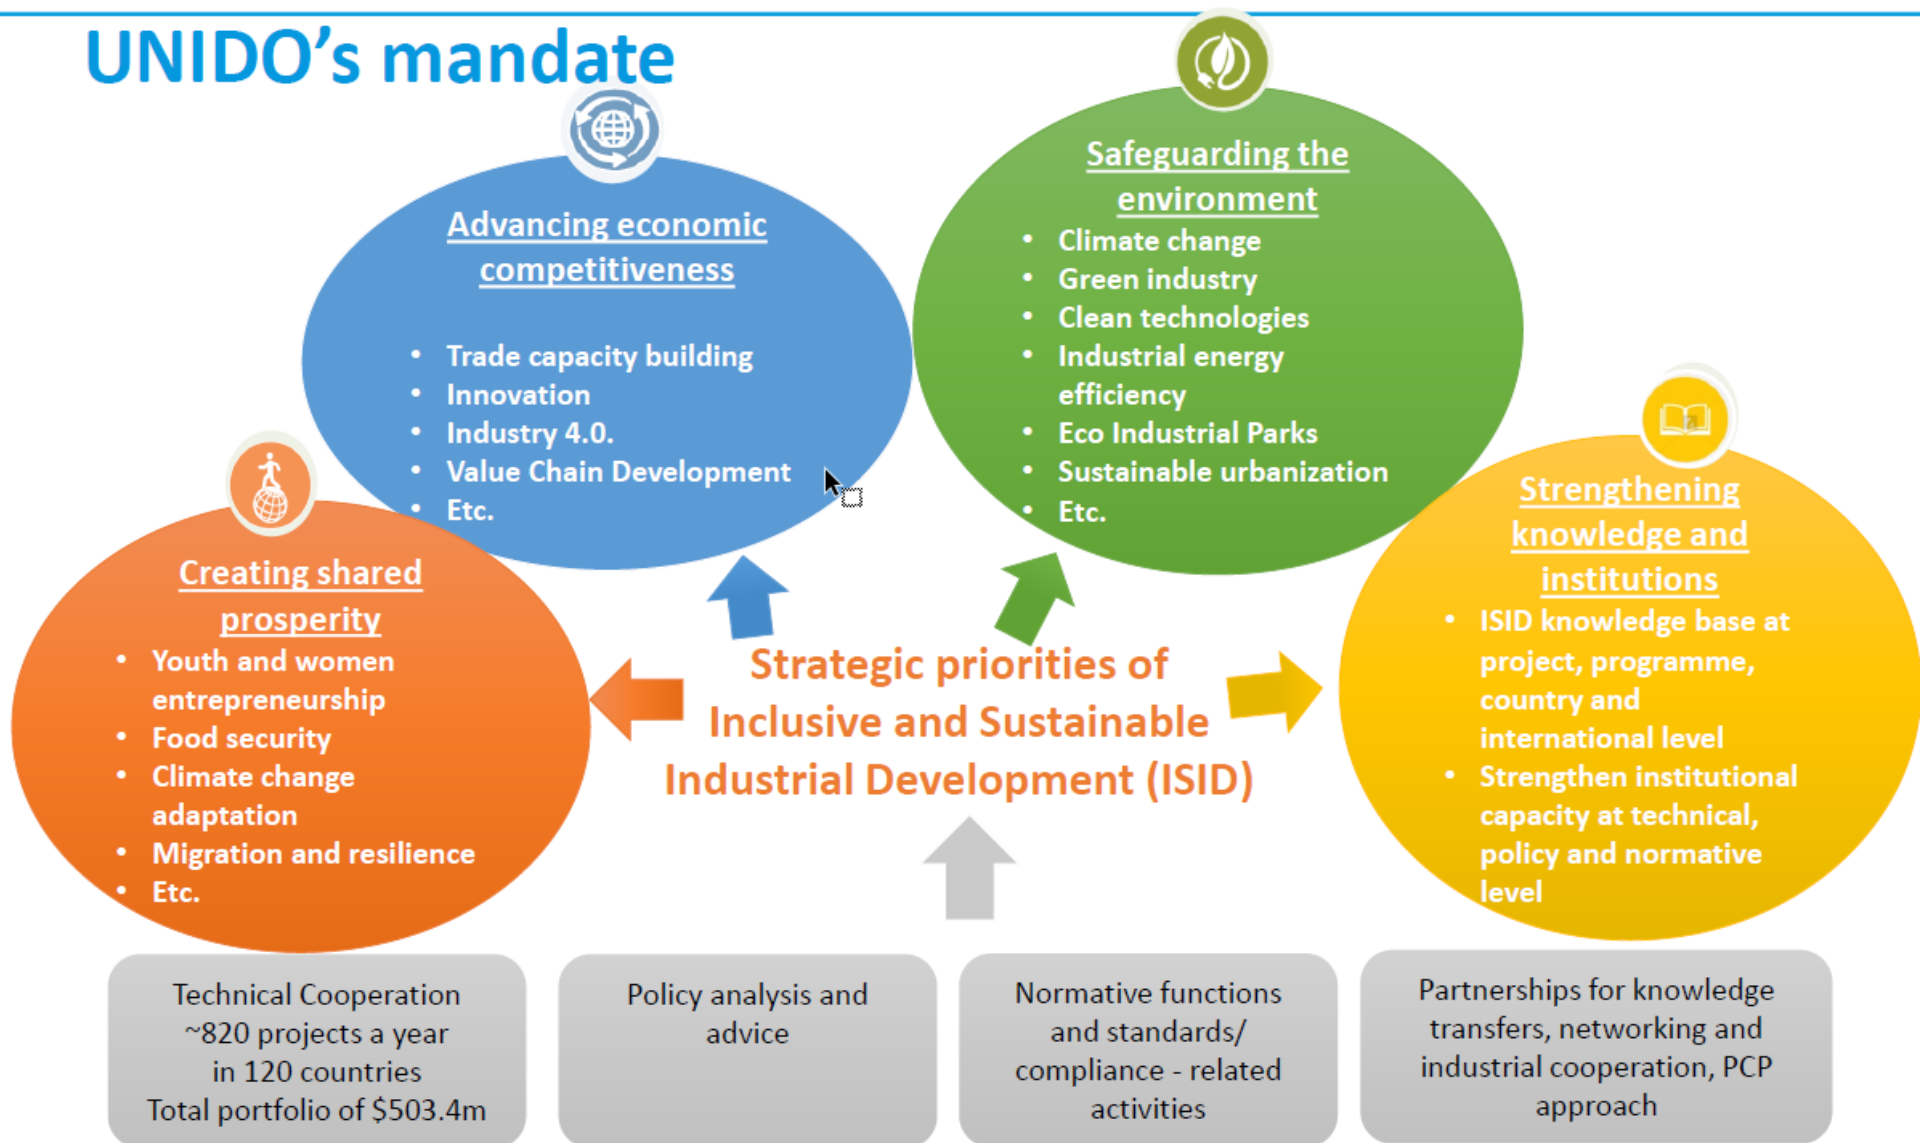 UNIDO's mandate
Advancing economic
competitiveness
• Trade capacity building
• Innovation
• Industry 4.0.
• Value Chain Development
• Etc.
Safeguarding the
environment
• Climate change
• Green industry
• Clean technologies
• Industrial energy
efficiency
• Eco Industrial Parks
• Sustainable urbanization
• Etc.
Creating shared
prosperity
• Youth and women
entrepreneurship
• Food security
• Climate change
adaptation
• Migration and resilience
• Etc.
Strengthening
knowledge and
institutions
• ISID knowledge base at
project, programme,
country and
international level
• Strengthen institutional
capacity at technical,
policy and normative
level
Strategic priorities of
Inclusive and Sustainable
Industrial Development (ISID)
Technical Cooperation
~820 projects a year
in 120 countries
Total portfolio of $503.4m
Policy analysis and
advice
Normative functions
and standards/
compliance - related
activities
Partnerships for knowledge
transfers, networking and
industrial cooperation, PCP
approach